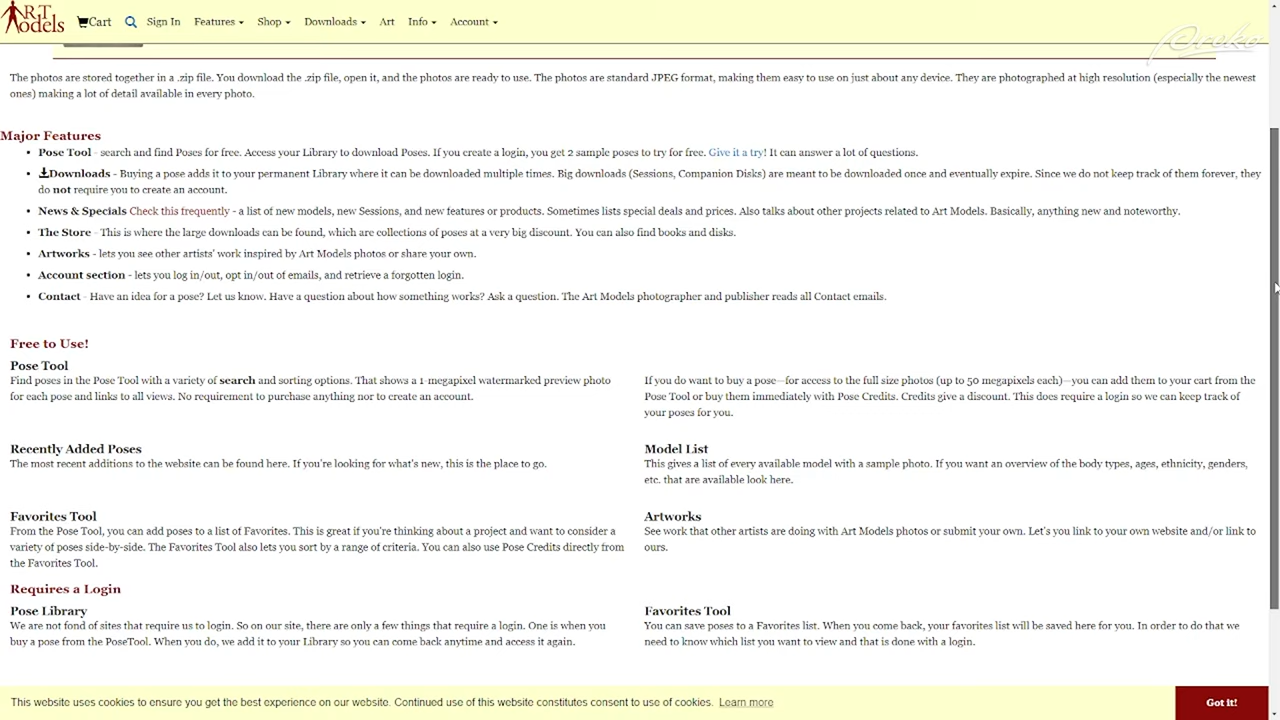 ART Models
Cart Sign In Features Shop Downloads Art Info Account
The photos are stored together in a .zip file. You download the .zip file, open it, and the photos are ready to use. The photos are standard JPEG format, making them easy to use on just about any device. They are photographed at high resolution (especially the newest
ones) making a lot of detail available in every photo.
Major Features
• Pose Tool - search and find Poses for free. Access your Library to download Poses. If you create a login, you get 2 sample poses to try for free. Give it a try! It can answer a lot of questions.
• Downloads - Buying a pose adds it to your permanent Library where it can be downloaded multiple times. Big downloads (Sessions, Companion Disks) are meant to be downloaded once and eventually expire. Since we do not keep track of them forever, they
do not require you to create an account.
• News & Specials Check this frequently - a list of new models, new Sessions, and new features or products. Sometimes lists special deals and prices. Also talks about other projects related to Art Models. Basically, anything new and noteworthy.
• The Store - This is where the large downloads can be found, which are collections of poses at a very big discount. You can also find books and disks.
• Artworks - lets you see other artists' work inspired by Art Models photos or share your own.
• Account section - lets you log in/out, opt in/out of emails, and retrieve a forgotten login.
• Contact - Have an idea for a pose? Let us know. Have a question about how something works? Ask a question. The Art Models photographer and publisher reads all Contact emails.
Free to Use!
Pose Tool
Find poses in the Pose Tool with a variety of search and sorting options. That shows a 1-megapixel watermarked preview photo
for each pose and links to all views. No requirement to purchase anything nor to create an account.
If you do want to buy a pose—for access to the full size photos (up to 50 megapixels each)—you can add them to your cart from the
Pose Tool or buy them immediately with Pose Credits. Credits give a discount. This does require a login so we can keep track of
your poses for you.
Recently Added Poses
The most recent additions to the website can be found here. If you're looking for what's new, this is the place to go.
Model List
This gives a list of every available model with a sample photo. If you want an overview of the body types, ages, ethnicity, genders,
etc. that are available look here.
Favorites Tool
From the Pose Tool, you can add poses to a list of Favorites. This is great if you're thinking about a project and want to consider a
variety of poses side-by-side. The Favorites Tool also lets you sort by a range of criteria. You can also use Pose Credits directly from
the Favorites Tool.
Artworks
See work that other artists are doing with Art Models photos or submit your own. Let's you link to your own website and/or link to
ours.
Requires a Login
Pose Library
We are not fond of sites that require us to login. So on our site, there are only a few things that require a login. One is when you
buy a pose from the PoseTool. When you do, we add it to your Library so you can come back anytime and access it again.
Favorites Tool
You can save poses to a Favorites list. When you come back, your favorites list will be saved here for you. In order to do that we
need to know which list you want to view and that is done with a login.
This website uses cookies to ensure you get the best experience on our website. Continued use of this website constitutes consent to use of cookies. Learn more
Got it!